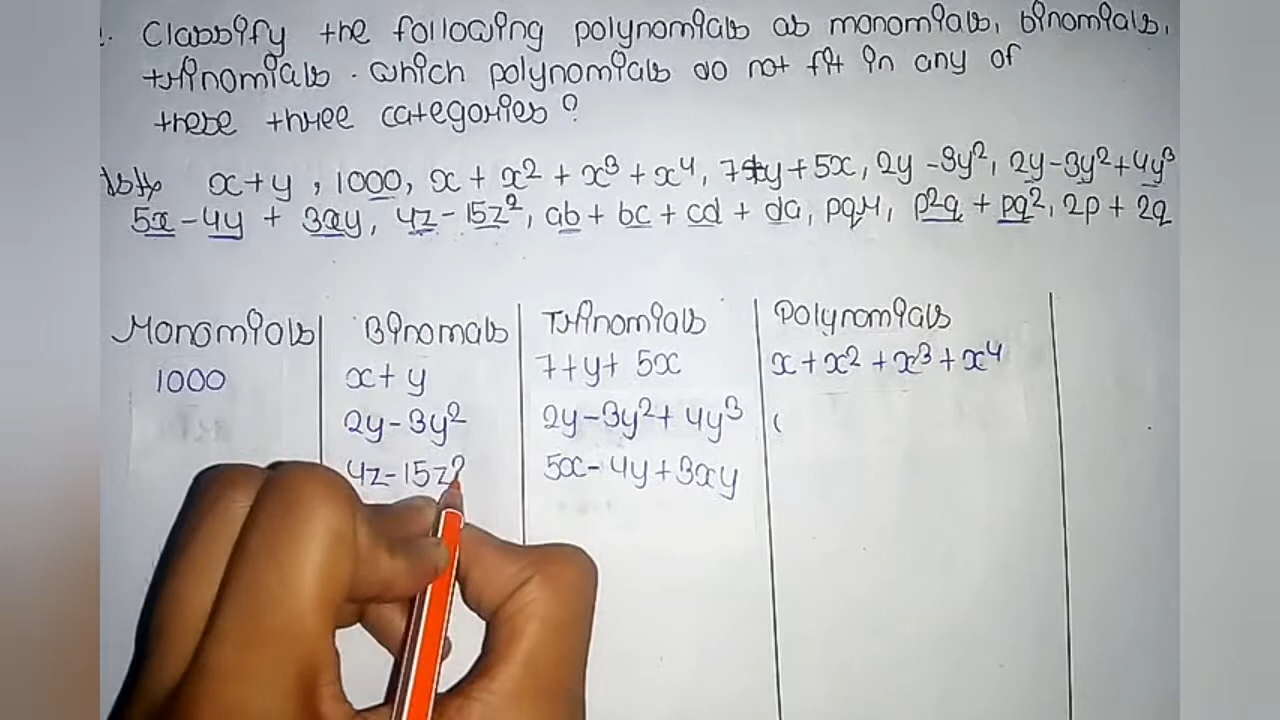 . Classify the following polynomials as monomials, binomials,
trinomials. which polynomials do not fit in any of
these three categories?
x+y, 1000, x + x² + x³ + x⁴, 7+y+5x, 2y-3y², 2y-3y²+4y³
5x-4y + 3xy, 4z-15z², ab + bc + cd + da, pqr, p²q + pq², 2p + 2q
Monomials Binomals Trinomials Polynomials
1000 x+y 7+y+5x x+x²+x³+x⁴
2y-3y² 2y-3y²+4y³ (
4z-15z² 5x-4y+3xy